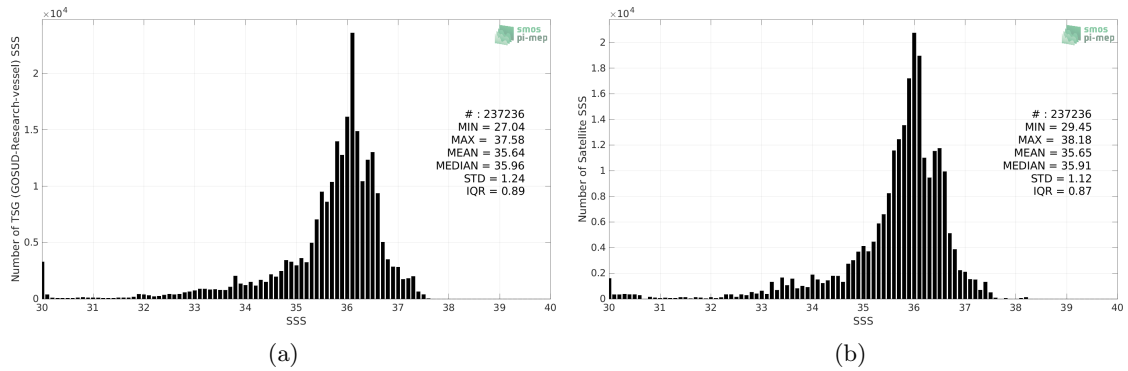 ×10⁴
smos
pi-mep
Number of TSG (GOSUD-Research-vessel) SSS
2
1.5
1
0.5
0
# : 237236
MIN = 27.04
MAX = 37.58
MEAN = 35.64
MEDIAN = 35.96
STD = 1.24
IQR = 0.89
30 31 32 33 34 35 36 37 38 39 40
SSS
(a)
×10⁴
smos
pi-mep
Number of Satellite SSS
2
1.8
1.6
1.4
1.2
1
0.8
0.6
0.4
0.2
0
# : 237236
MIN = 29.45
MAX = 38.18
MEAN = 35.65
MEDIAN = 35.91
STD = 1.12
IQR = 0.87
30 31 32 33 34 35 36 37 38 39 40
SSS
(b)